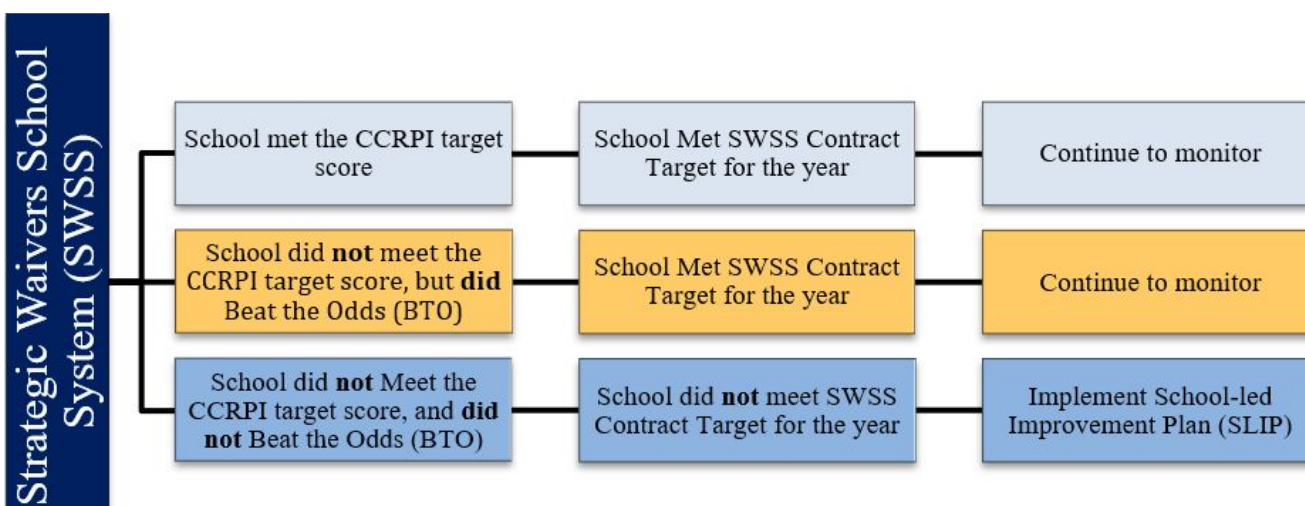 Strategic Waivers School
System (SWSS)
School met the CCRPI target
score
School Met SWSS Contract
Target for the year
Continue to monitor
School did not meet the
CCRPI target score, but did
Beat the Odds (BTO)
School Met SWSS Contract
Target for the year
Continue to monitor
School did not Meet the
CCRPI target score, and did
not Beat the Odds (BTO)
School did not meet SWSS
Contract Target for the year
Implement School-led
Improvement Plan (SLIP)